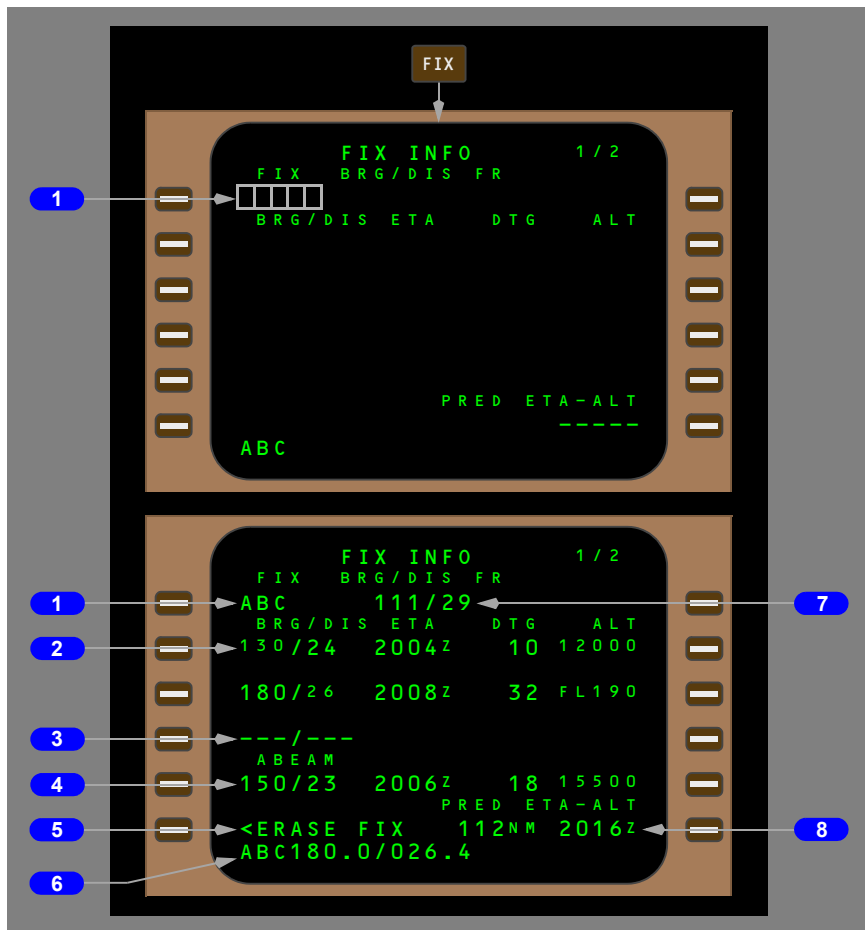 FIX
FIX INFO 1/2
FIX BRG/DIS FR
1
BRG/DIS ETA DTG ALT
PRED ETA-ALT
-----
ABC
FIX INFO 1/2
FIX BRG/DIS FR
1 ABC 111/29 7
BRG/DIS ETA DTG ALT
2 130/24 2004Z 10 12000
180/26 2008Z 32 FL190
3 ---/---
ABEAM
4 150/23 2006Z 18 15500
PRED ETA-ALT
5 <ERASE FIX 112NM 2016Z 8
ABC180.0/026.4
6